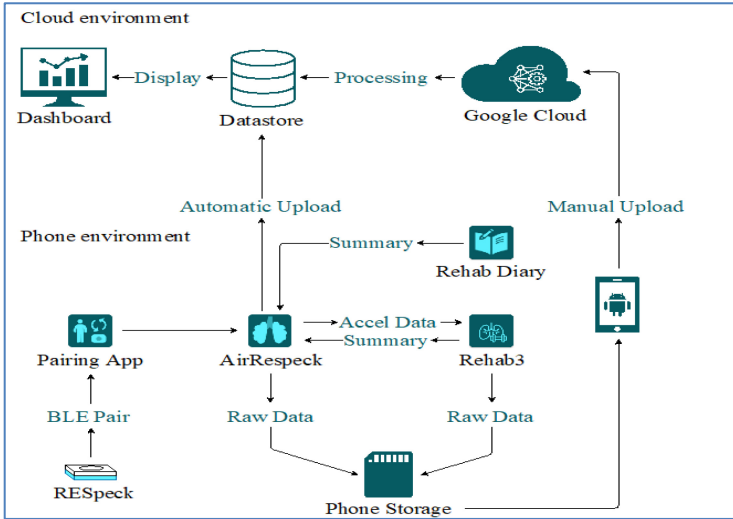 Cloud environment
Display
Processing
Dashboard
Datastore
Google Cloud
Automatic Upload
Manual Upload
Phone environment
Summary
Rehab Diary
Accel Data
Summary
Pairing App
AirRespeck
Rehab3
BLE Pair
Raw Data
Raw Data
RESpeck
Phone Storage